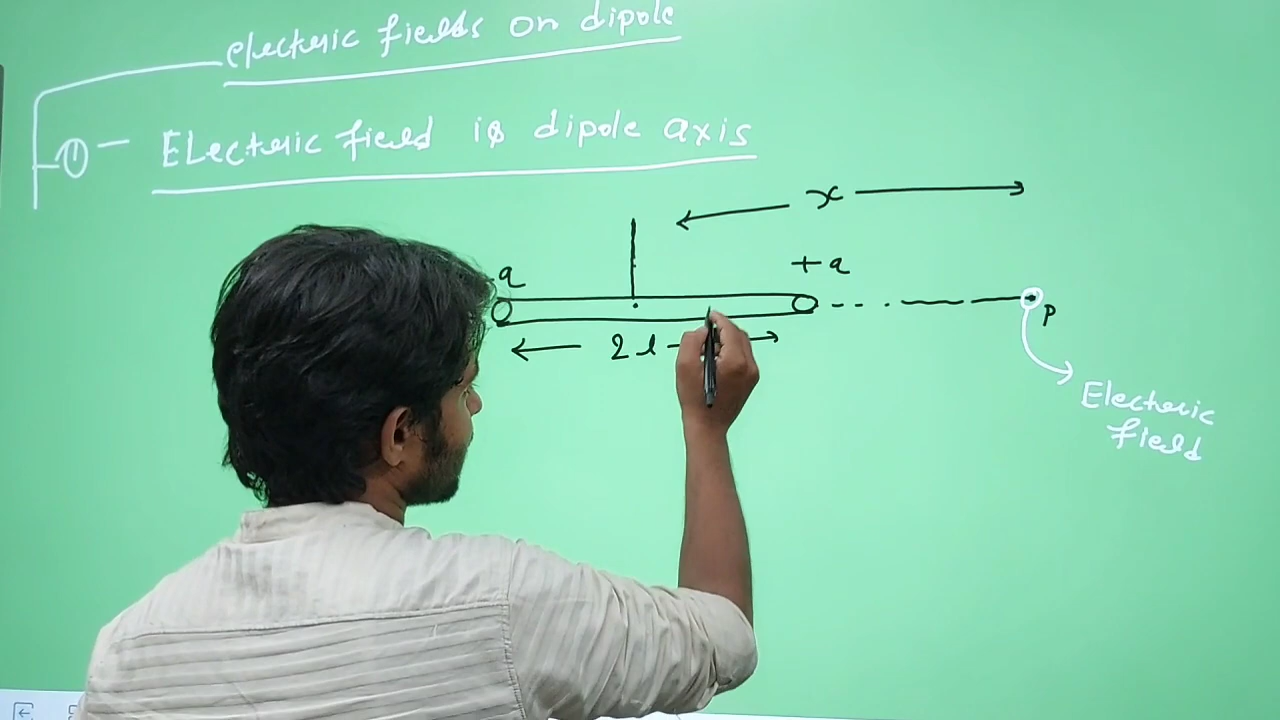 electric fields on dipole
① — Electric field is dipole axis
x
-q
+q
2l
P
Electric
field